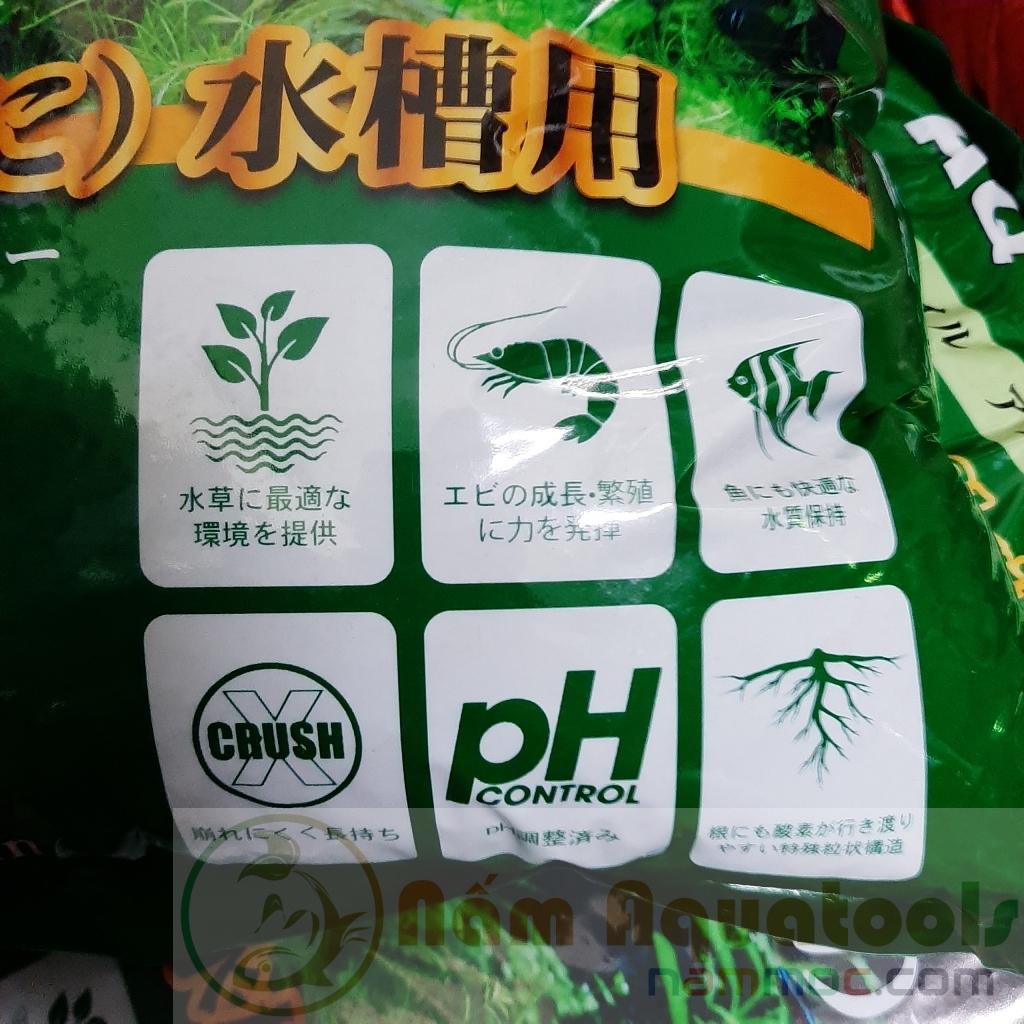 こ）水槽用
ー
水草に最適な
環境を提供
エビの成長・繁殖
に力を発揮
魚にも快適な
水質保持
CRUSH
X
崩れにくく長持ち
pH
CONTROL
pH調整済み
根にも酸素が行き渡り
やすい特殊粒状構造
Nấm Aquatools
nammoc.com